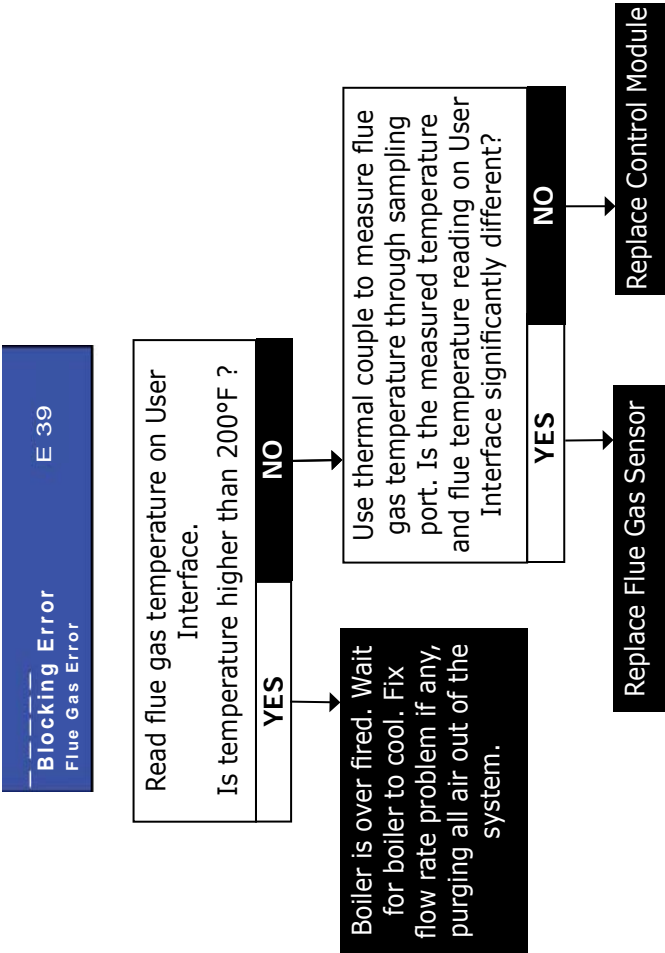 Blocking Error E 39
Flue Gas Error
Read flue gas temperature on User
Interface.
Is temperature higher than 200°F ?
YES
NO
Boiler is over fired. Wait
for boiler to cool. Fix
flow rate problem if any,
purging all air out of the
system.
Use thermal couple to measure flue
gas temperature through sampling
port. Is the measured temperature
and flue temperature reading on User
Interface significantly different?
YES
NO
Replace Flue Gas Sensor
Replace Control Module